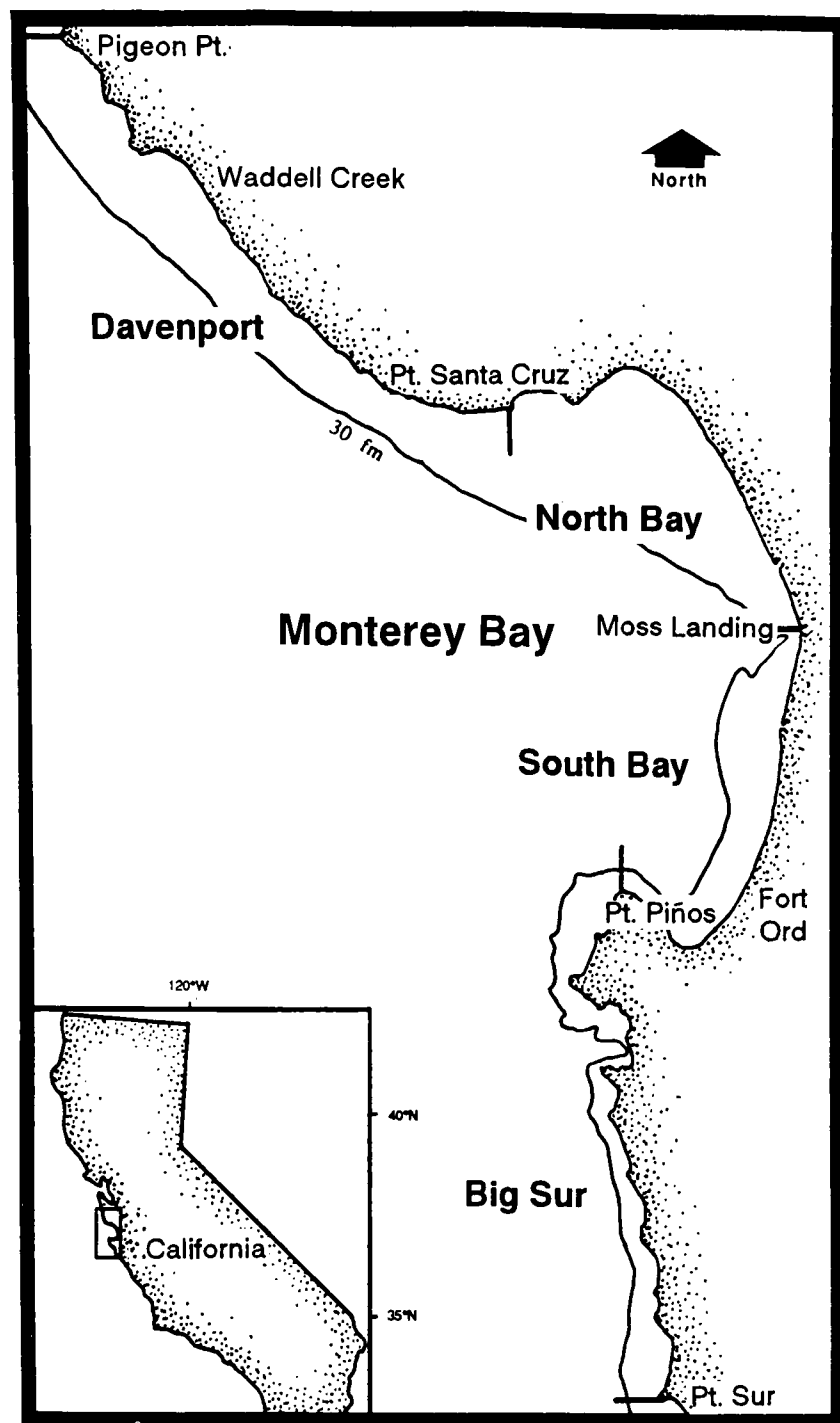 Pigeon Pt.
North
Waddell Creek
Davenport
Pt. Santa Cruz
30 fm
North Bay
Monterey Bay
Moss Landing
South Bay
Pt. Piños
Fort
Ord
120°W
40°N
Big Sur
California
35°N
Pt. Sur